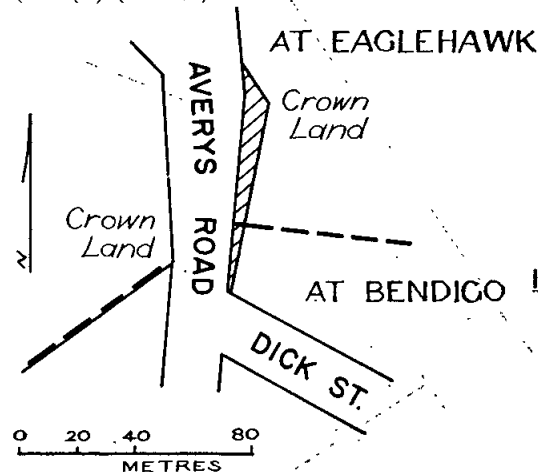 AT EAGLEHAWK
AVERYS ROAD
Crown
Land
Crown
Land
N
AT BENDIGO
DICK ST.
0 20 40 80
METRES